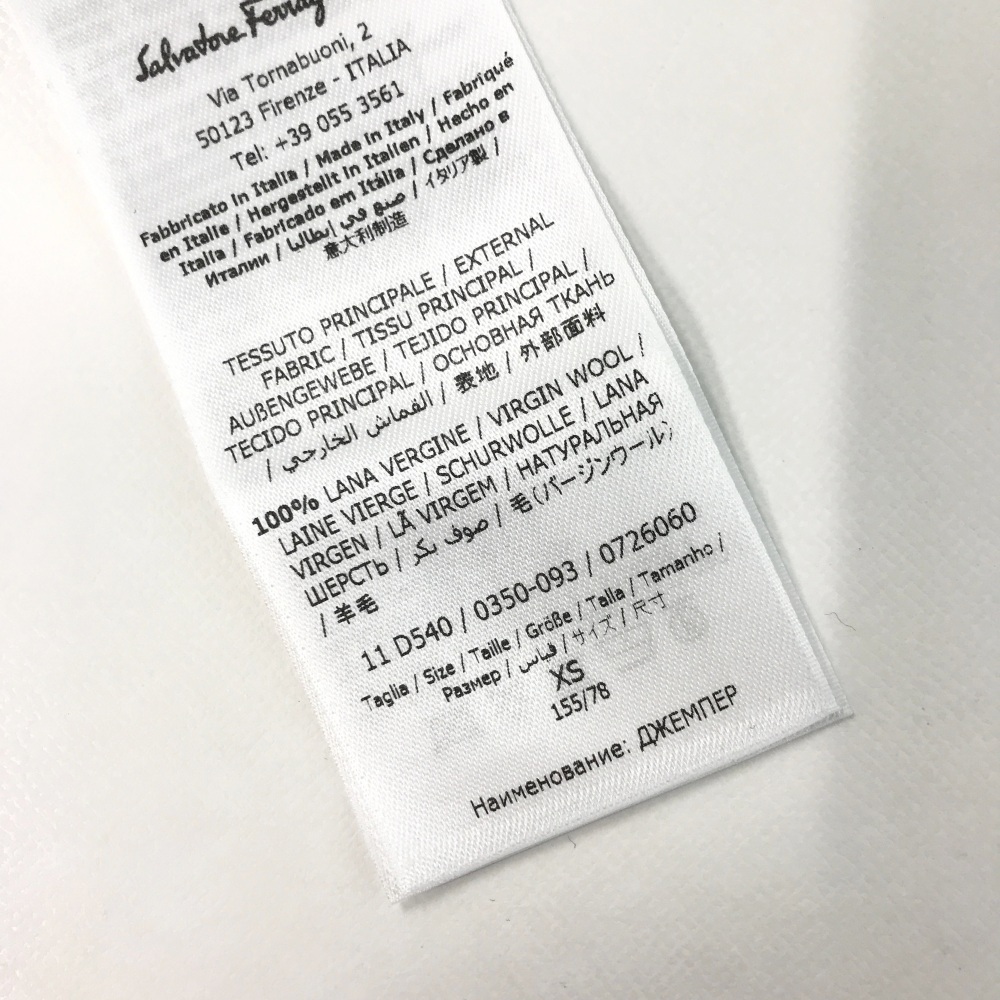 Salvatore Ferrag
Via Tornabuoni, 2
50123 Firenze - ITALIA
Tel: +39 055 3561
Fabbricato in Italia / Made in Italy / Fabriqué
en Italie / Hergestellt in Italien / Hecho en
Italia / Fabricado em Itália / Сделано в
Италии / صنع في إيطاليا / イタリア製 /
意大利制造
TESSUTO PRINCIPALE / EXTERNAL
FABRIC / TISSU PRINCIPAL /
AUßENGEWEBE / TEJIDO PRINCIPAL /
TECIDO PRINCIPAL / ОСНОВНАЯ ТКАНЬ
/ القماش الخارجي / 表地 / 外部面料
100% LANA VERGINE / VIRGIN WOOL /
LAINE VIERGE / SCHURWOLLE / LANA
VIRGEN / LÃ VIRGEM / НАТУРАЛЬНАЯ
ШЕРСТЬ / صوف بكر / 毛(バージンウール)
/ 羊毛
11 D540 / 0350-093 / 0726060
Taglia / Size / Taille / Größe / Talla / Tamanho /
Размер / قياس / サイズ / 尺寸
XS
155/78
Наименование: ДЖЕМПЕР